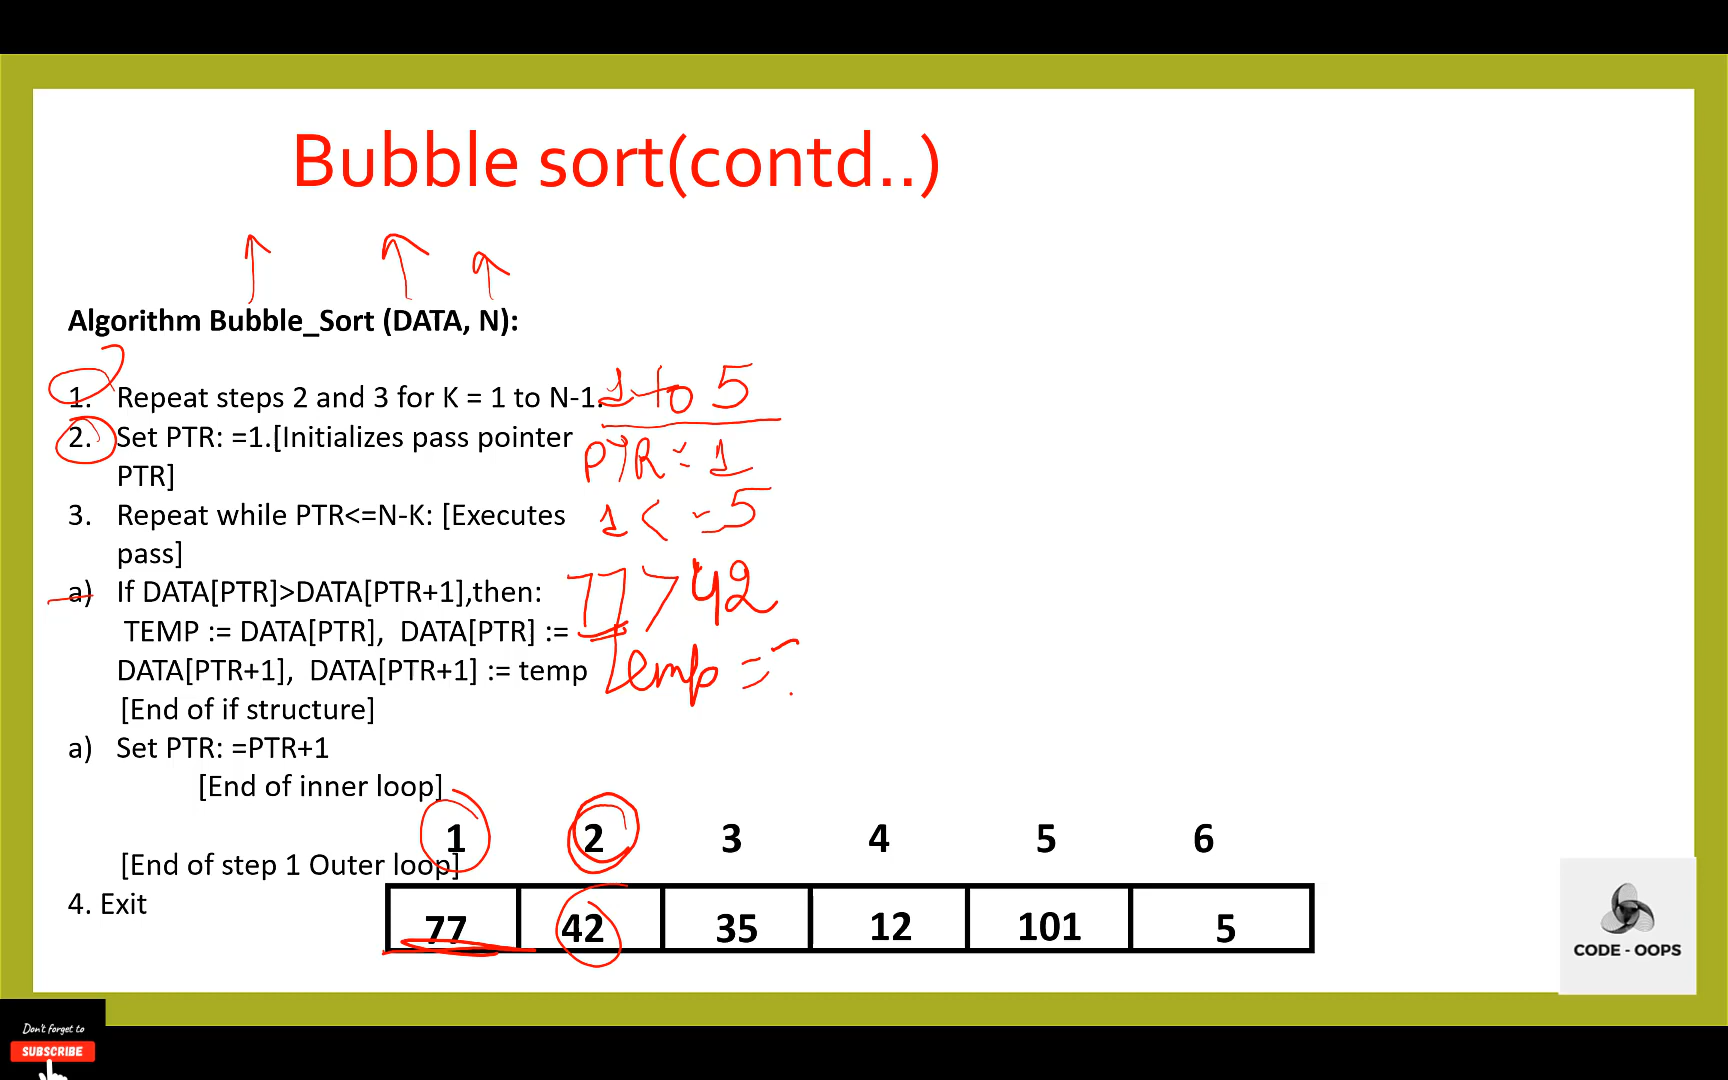 Bubble sort(contd..)
Algorithm Bubble_Sort (DATA, N):
1. Repeat steps 2 and 3 for K = 1 to N-1.
1 to 5
2. Set PTR: =1.[Initializes pass pointer
PTR]
PTR = 1
3. Repeat while PTR<=N-K: [Executes
pass]
1 < = 5
a) If DATA[PTR]>DATA[PTR+1],then:
77 > 42
TEMP := DATA[PTR], DATA[PTR] :=
DATA[PTR+1], DATA[PTR+1] := temp
Temp =
[End of if structure]
a) Set PTR: =PTR+1
[End of inner loop]
1 2 3 4 5 6
[End of step 1 Outer loop]
4. Exit
77 42 35 12 101 5
CODE - OOPS
Don't forget to
SUBSCRIBE